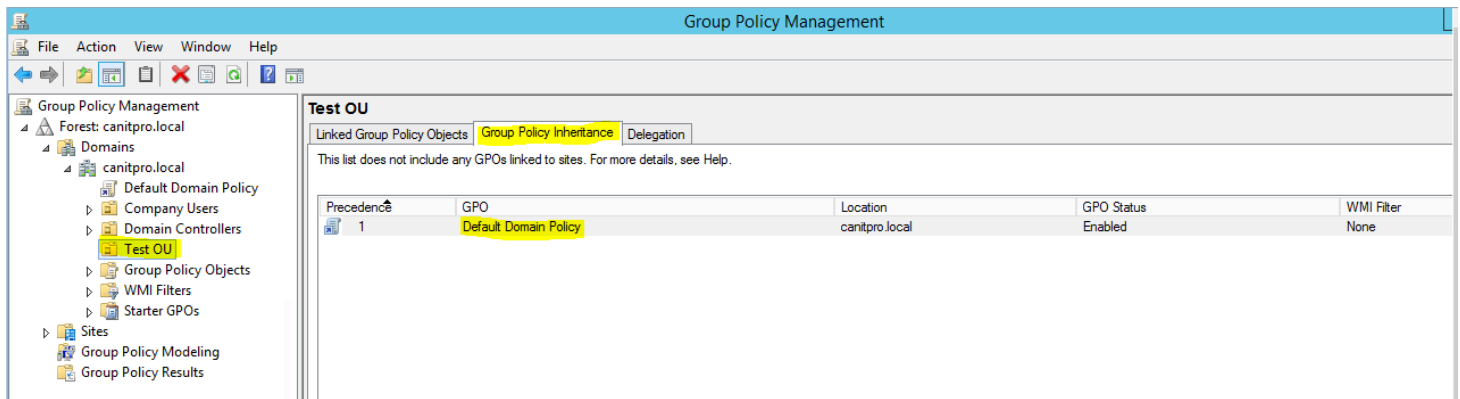 Group Policy Management
File Action View Window Help
Group Policy Management
Forest: canitpro.local
Domains
canitpro.local
Default Domain Policy
Company Users
Domain Controllers
Test OU
Group Policy Objects
WMI Filters
Starter GPOs
Sites
Group Policy Modeling
Group Policy Results
Test OU
Linked Group Policy Objects Group Policy Inheritance Delegation
This list does not include any GPOs linked to sites. For more details, see Help.
Precedence GPO Location GPO Status WMI Filter
1 Default Domain Policy canitpro.local Enabled None